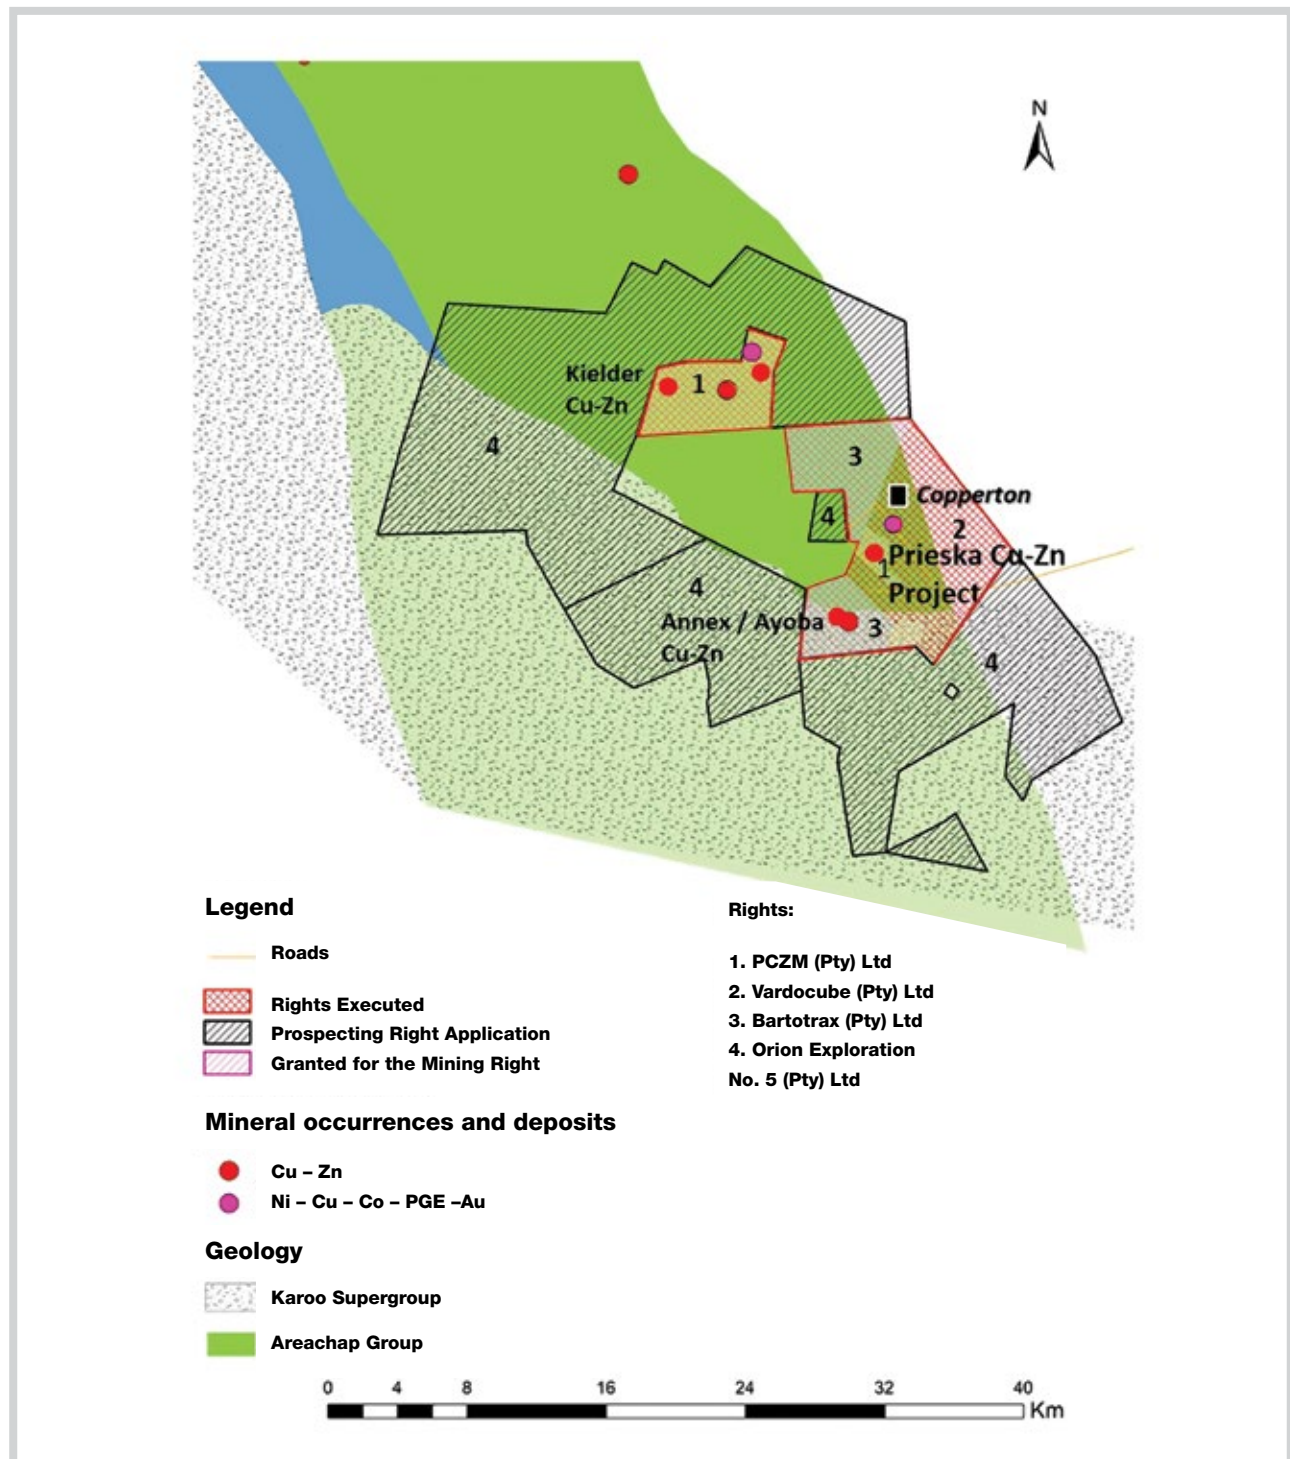 N
Kielder
Cu-Zn
1
4
3
Copperton
4
2
Prieska Cu-Zn
1
Project
4
Annex / Ayoba
Cu-Zn
3
4
Legend
Roads
Rights Executed
Prospecting Right Application
Granted for the Mining Right
Mineral occurrences and deposits
Cu – Zn
Ni – Cu – Co – PGE –Au
Geology
Karoo Supergroup
Areachap Group
Rights:
1. PCZM (Pty) Ltd
2. Vardocube (Pty) Ltd
3. Bartotrax (Pty) Ltd
4. Orion Exploration
No. 5 (Pty) Ltd
0 4 8 16 24 32 40
Km